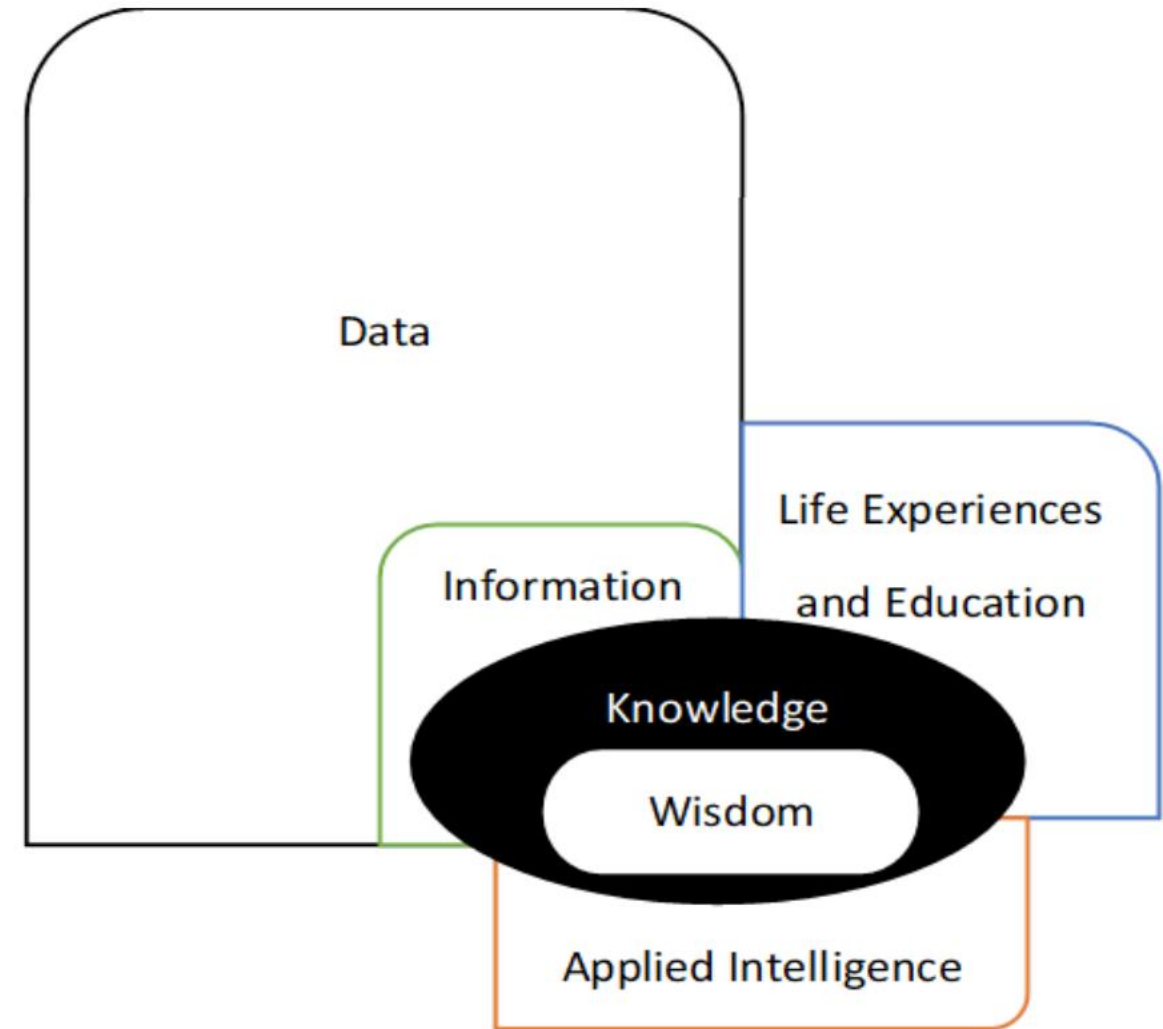 Data
Life Experiences
and Education
Information
Knowledge
Wisdom
Applied Intelligence